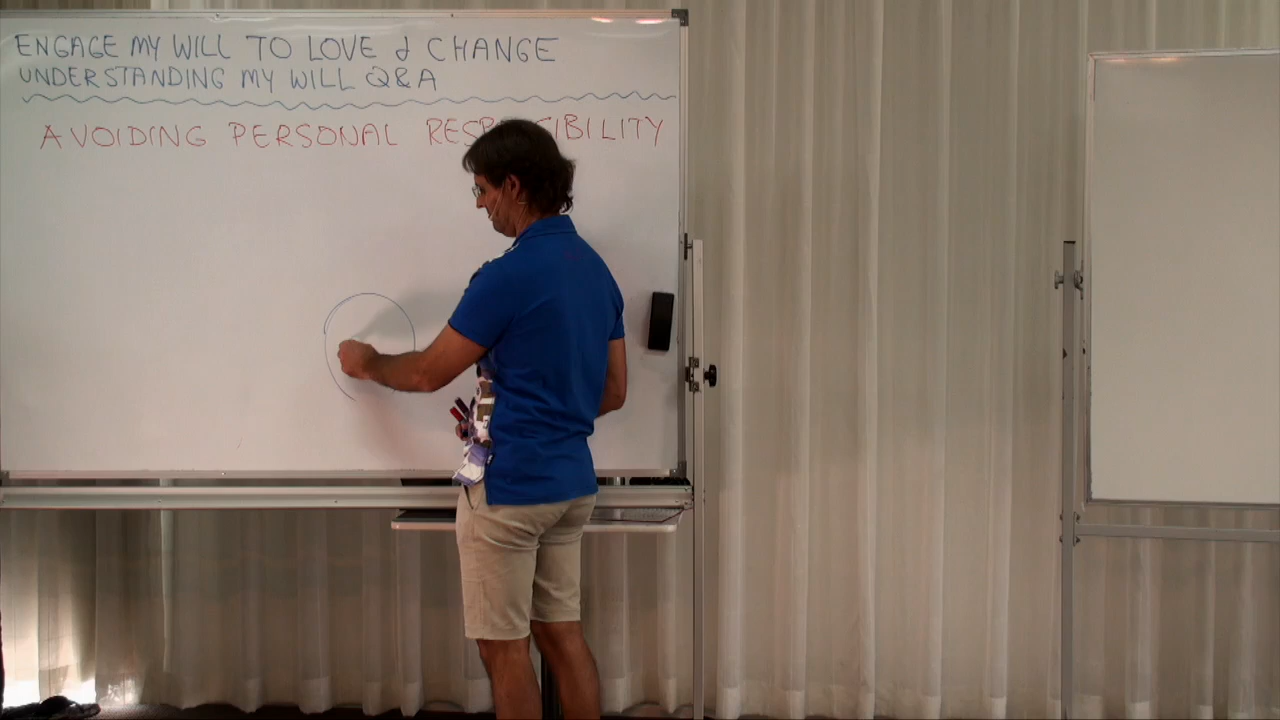 ENGAGE MY WILL TO LOVE & CHANGE
UNDERSTANDING MY WILL Q&A
AVOIDING PERSONAL